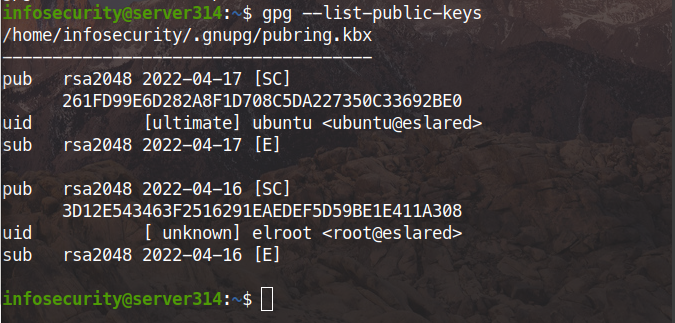 infosecurity@server314:~$ gpg --list-public-keys
/home/infosecurity/.gnupg/pubring.kbx
-------------------------------------
pub   rsa2048 2022-04-17 [SC]
      261FD99E6D282A8F1D708C5DA227350C33692BE0
uid           [ultimate] ubuntu <ubuntu@eslared>
sub   rsa2048 2022-04-17 [E]

pub   rsa2048 2022-04-16 [SC]
      3D12E543463F2516291EAEDEF5D59BE1E411A308
uid           [ unknown] elroot <root@eslared>
sub   rsa2048 2022-04-16 [E]

infosecurity@server314:~$